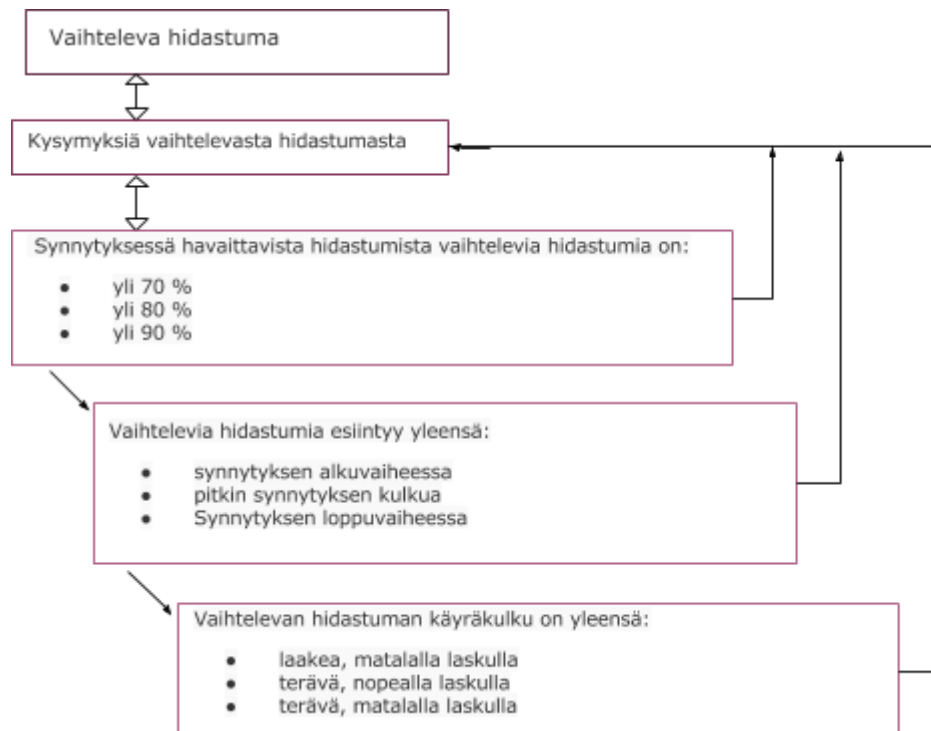 Vaihteleva hidastuma
Kysymyksiä vaihtelevasta hidastumasta
Synnytyksessä havaittavista hidastumista vaihtelevia hidastumia on:
● yli 70 %
● yli 80 %
● yli 90 %
Vaihtelevia hidastumia esiintyy yleensä:
● synnytyksen alkuvaiheessa
● pitkin synnytyksen kulkua
● Synnytyksen loppuvaiheessa
Vaihtelevan hidastuman käyräkulku on yleensä:
● laakea, matalalla laskulla
● terävä, nopealla laskulla
● terävä, matalalla laskulla